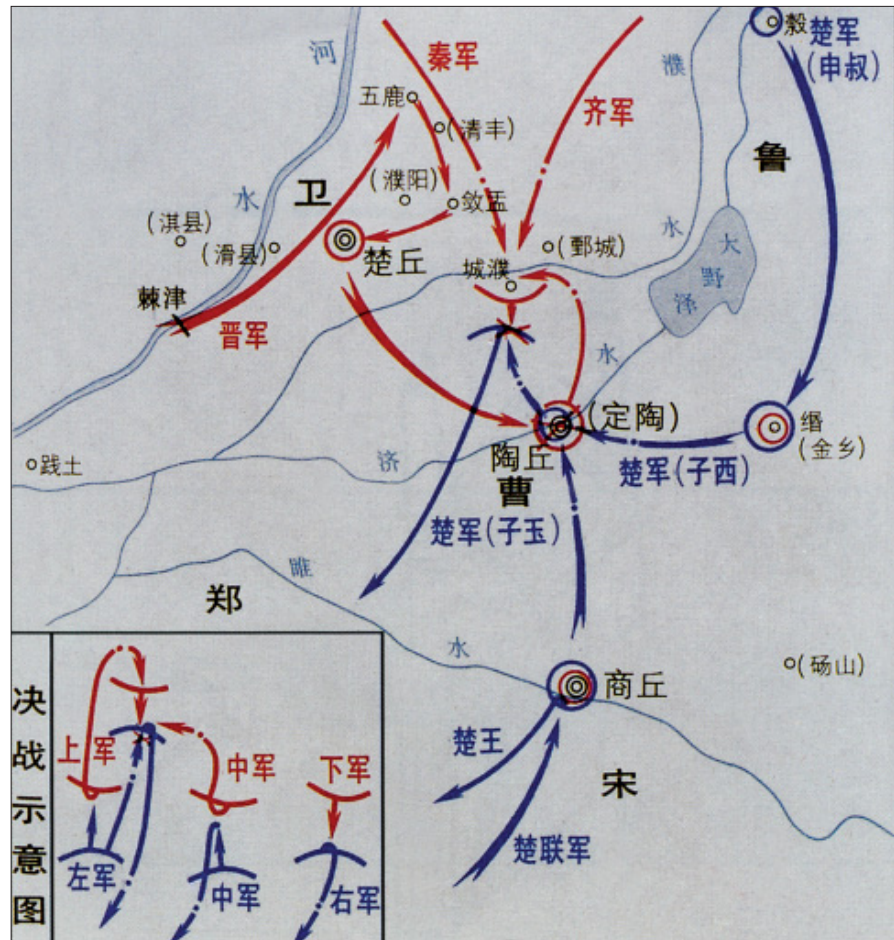 河
水
秦军
齐军
濮
水
榖
楚军
(申叔)
鲁
五鹿
(清丰)
(濮阳)
敛盂
卫
(淇县)
(滑县)
楚丘
(鄄城)
城濮
大
野
泽
棘津
晋军
水
(定陶)
陶丘
曹
缗
(金乡)
践土
济
楚军(子西)
楚军(子玉)
郑
睢
水
商丘
(砀山)
楚王
宋
楚联军
决战示意图
上军
中军
下军
左军
中军
右军